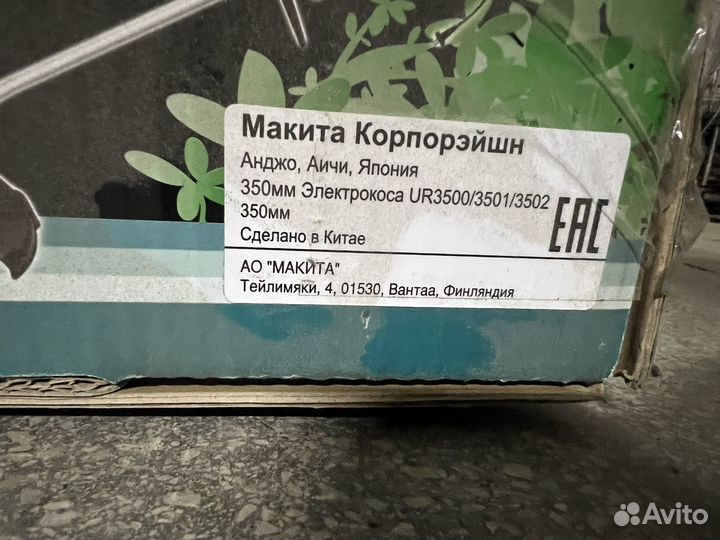 Макита Корпорэйшн
Анджо, Аичи, Япония
350мм Электрокоса UR3500/3501/3502
350мм
Сделано в Китае
EAC
АО "МАКИТА"
Тейлимяки, 4, 01530, Вантаа, Финляндия
Avito